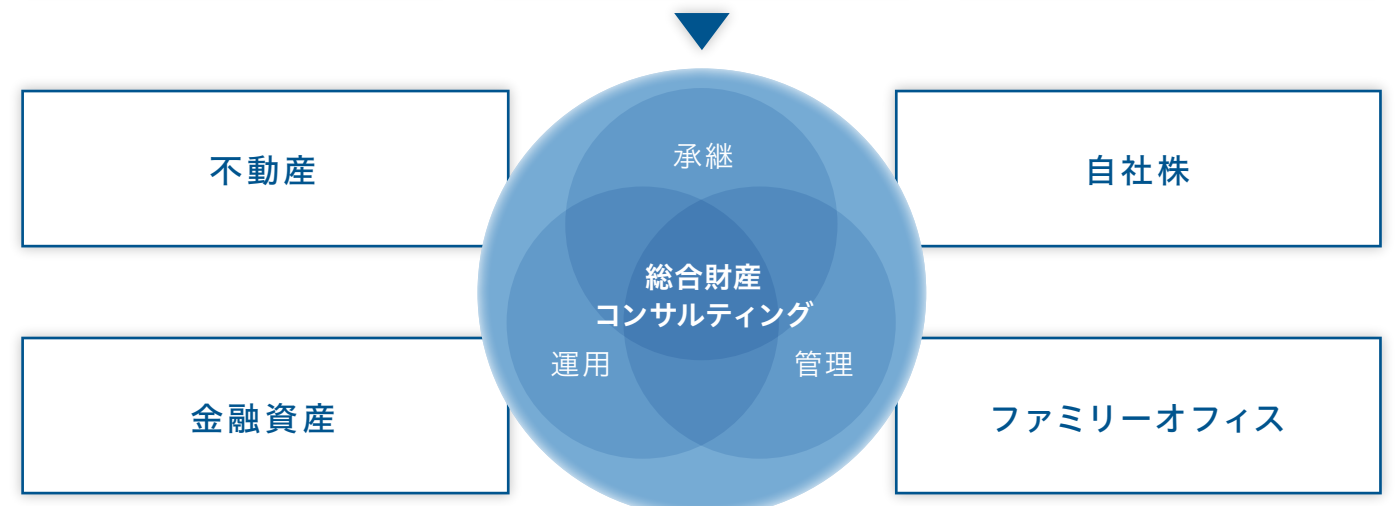 承継
不動産
自社株
総合財産
コンサルティング
運用
管理
金融資産
ファミリーオフィス